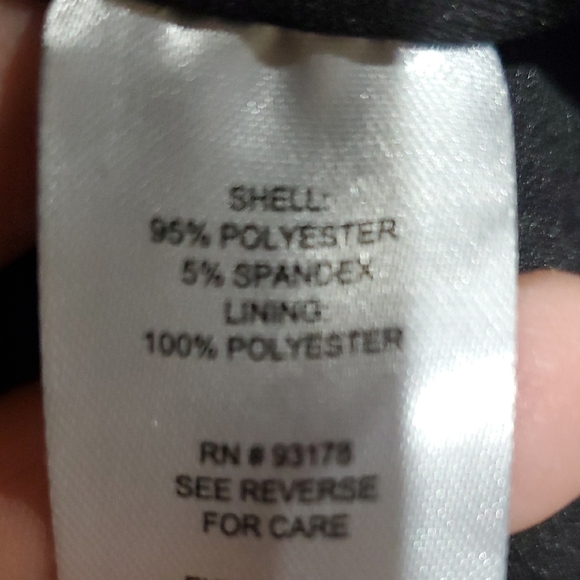 SHELL:
95% POLYESTER
5% SPANDEX
LINING:
100% POLYESTER
RN # 93178
SEE REVERSE
FOR CARE